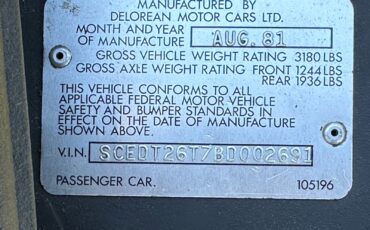 MANUFACTURED BY
DELOREAN MOTOR CARS LTD.
MONTH AND YEAR
OF MANUFACTURE AUG. 81
GROSS VEHICLE WEIGHT RATING 3180 LBS
GROSS AXLE WEIGHT RATING FRONT 1244 LBS
REAR 1936 LBS
THIS VEHICLE CONFORMS TO ALL
APPLICABLE FEDERAL MOTOR VEHICLE
SAFETY AND BUMPER STANDARDS IN
EFFECT ON THE DATE OF MANUFACTURE
SHOWN ABOVE.
V.I.N. SCEDT26T7BD002691
PASSENGER CAR. 105196